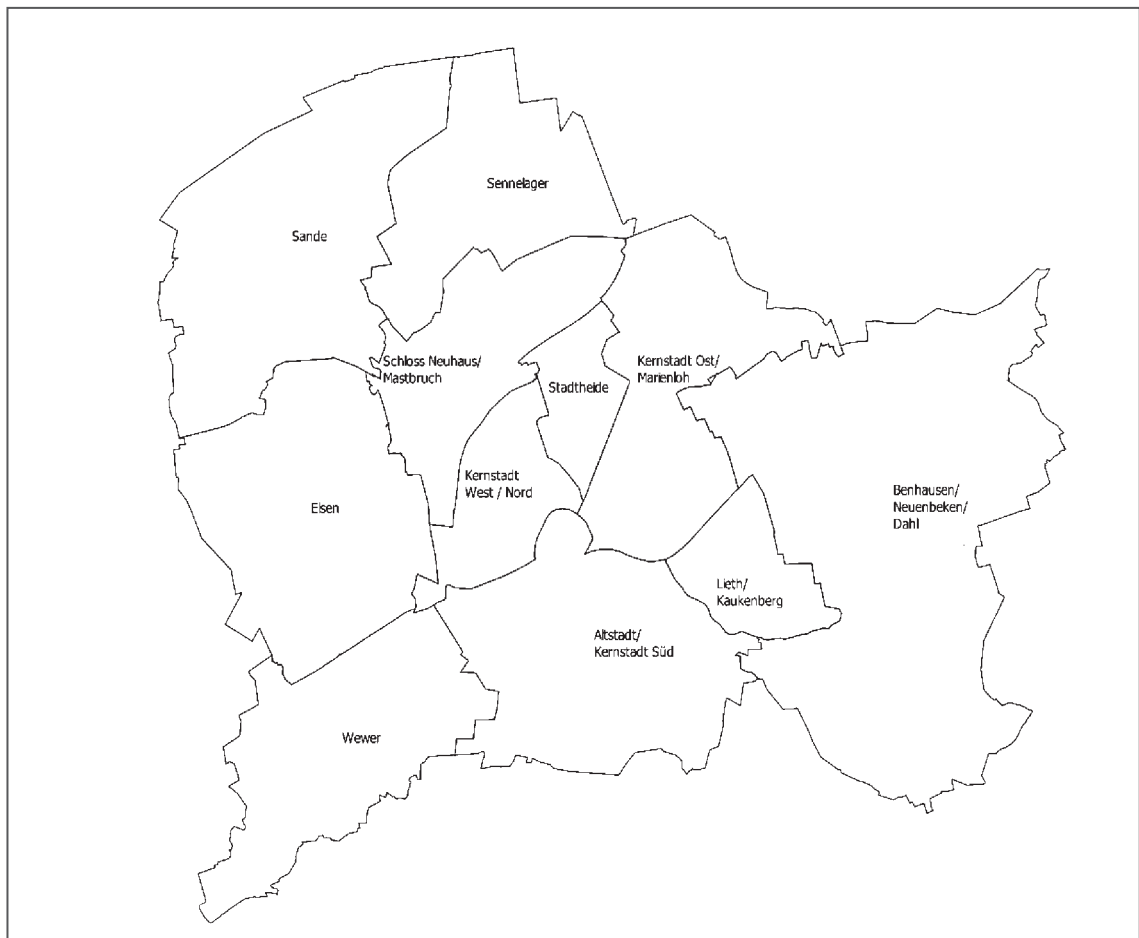 Sennelager
Sande
Schloss Neuhaus/
Mastbruch
Kernstadt Ost/
Marienloh
Stadtheide
Kernstadt
West / Nord
Elsen
Benhausen/
Neuenbeken/
Dahl
Lieth/
Kaukenberg
Altstadt/
Kernstadt Süd
Wewer